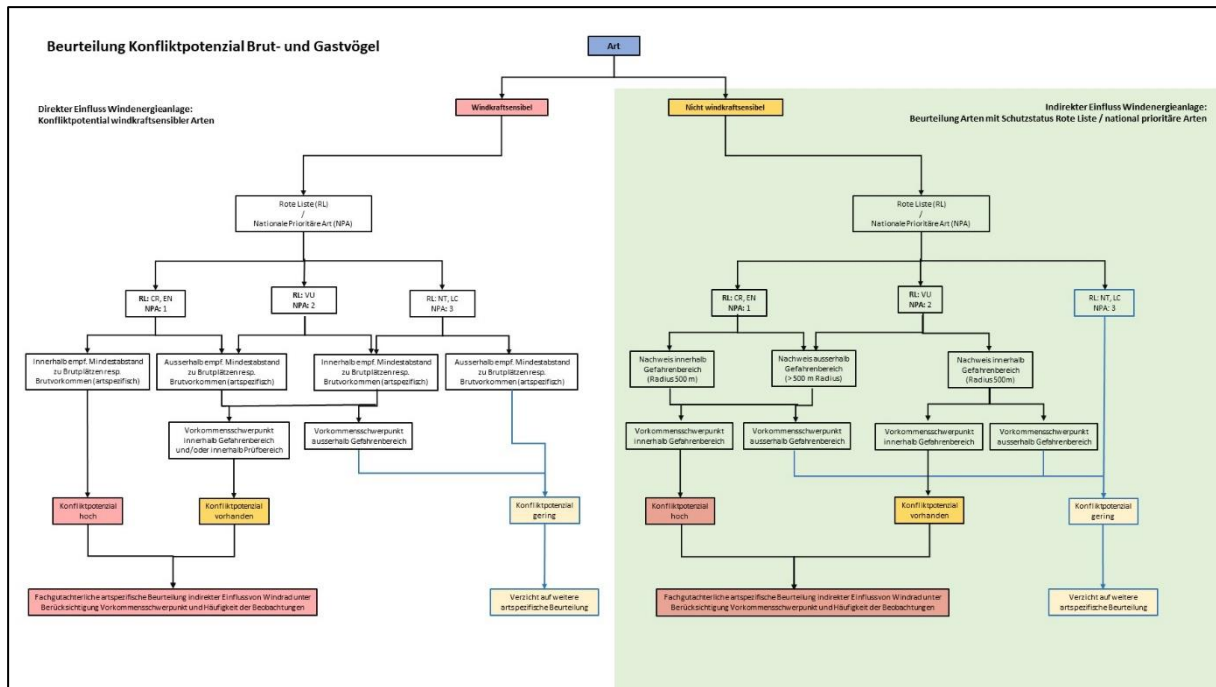 Beurteilung Konfliktpotenzial Brut- und Gastvögel
Art
Direkter Einfluss Windenergieanlage:
Konfliktpotential windkraftsensibler Arten
Windkraftsensibel
Nicht windkraftsensibel
Indirekter Einfluss Windenergieanlage:
Beurteilung Arten mit Schutzstatus Rote Liste / national prioritäre Arten
Rote Liste (RL)
/
Nationale Prioritäre Art (NPA)
RL: CR, EN
NPA: 1
RL: VU
NPA: 2
RL: NT, LC
NPA: 3
Innerhalb empf. Mindestabstand
zu Brutplätzen resp.
Brutvorkommen (artspezifisch)
Ausserhalb empf. Mindestabstand
zu Brutplätzen resp.
Brutvorkommen (artspezifisch)
Innerhalb empf. Mindestabstand
zu Brutplätzen resp.
Brutvorkommen (artspezifisch)
Ausserhalb empf. Mindestabstand
zu Brutplätzen resp.
Brutvorkommen (artspezifisch)
Vorkommensschwerpunkt
innerhalb Gefahrenbereich
und/oder innerhalb Prüfbereich
Vorkommensschwerpunkt
ausserhalb Gefahrenbereich
Konfliktpotenzial
hoch
Konfliktpotenzial
vorhanden
Konfliktpotenzial
gering
Fachgutachterliche artspezifische Beurteilung indirekter Einfluss von Windrad unter
Berücksichtigung Vorkommensschwerpunkt und Häufigkeit der Beobachtungen
Verzicht auf weitere
artspezifische Beurteilung
Rote Liste (RL)
/
Nationale Prioritäre Art (NPA)
RL: CR, EN
NPA: 1
RL: VU
NPA: 2
RL: NT, LC
NPA: 3
Nachweis innerhalb
Gefahrenbereich
(Radius 500 m)
Nachweis ausserhalb
Gefahrenbereich
(> 500 m Radius)
Nachweis innerhalb
Gefahrenbereich
(Radius 500m)
Vorkommensschwerpunkt
innerhalb Gefahrenbereich
Vorkommensschwerpunkt
ausserhalb Gefahrenbereich
Vorkommensschwerpunkt
innerhalb Gefahrenbereich
Vorkommensschwerpunkt
ausserhalb Gefahrenbereich
Konfliktpotenzial
hoch
Konfliktpotenzial
vorhanden
Konfliktpotenzial
gering
Fachgutachterliche artspezifische Beurteilung indirekter Einfluss von Windrad unter
Berücksichtigung Vorkommensschwerpunkt und Häufigkeit der Beobachtungen
Verzicht auf weitere
artspezifische Beurteilung